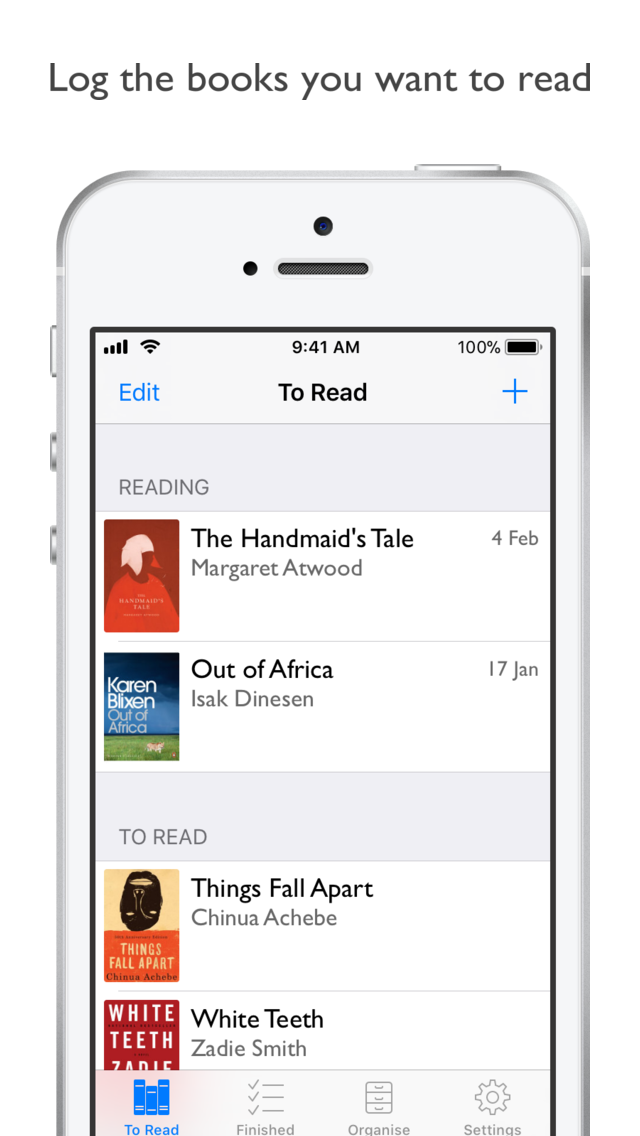 Log the books you want to read
9:41 AM
100%
Edit
To Read
READING
THE
HANDMAID'S
TALE
The Handmaid's Tale
4 Feb
Margaret Atwood
Karen
Blixen
Out of
Africa
Out of Africa
17 Jan
Isak Dinesen
TO READ
THINGS
FALL APART
Chinua Achebe
Things Fall Apart
Chinua Achebe
WHITE
TEETH
ZADIE
White Teeth
Zadie Smith
To Read
Finished
Organise
Settings